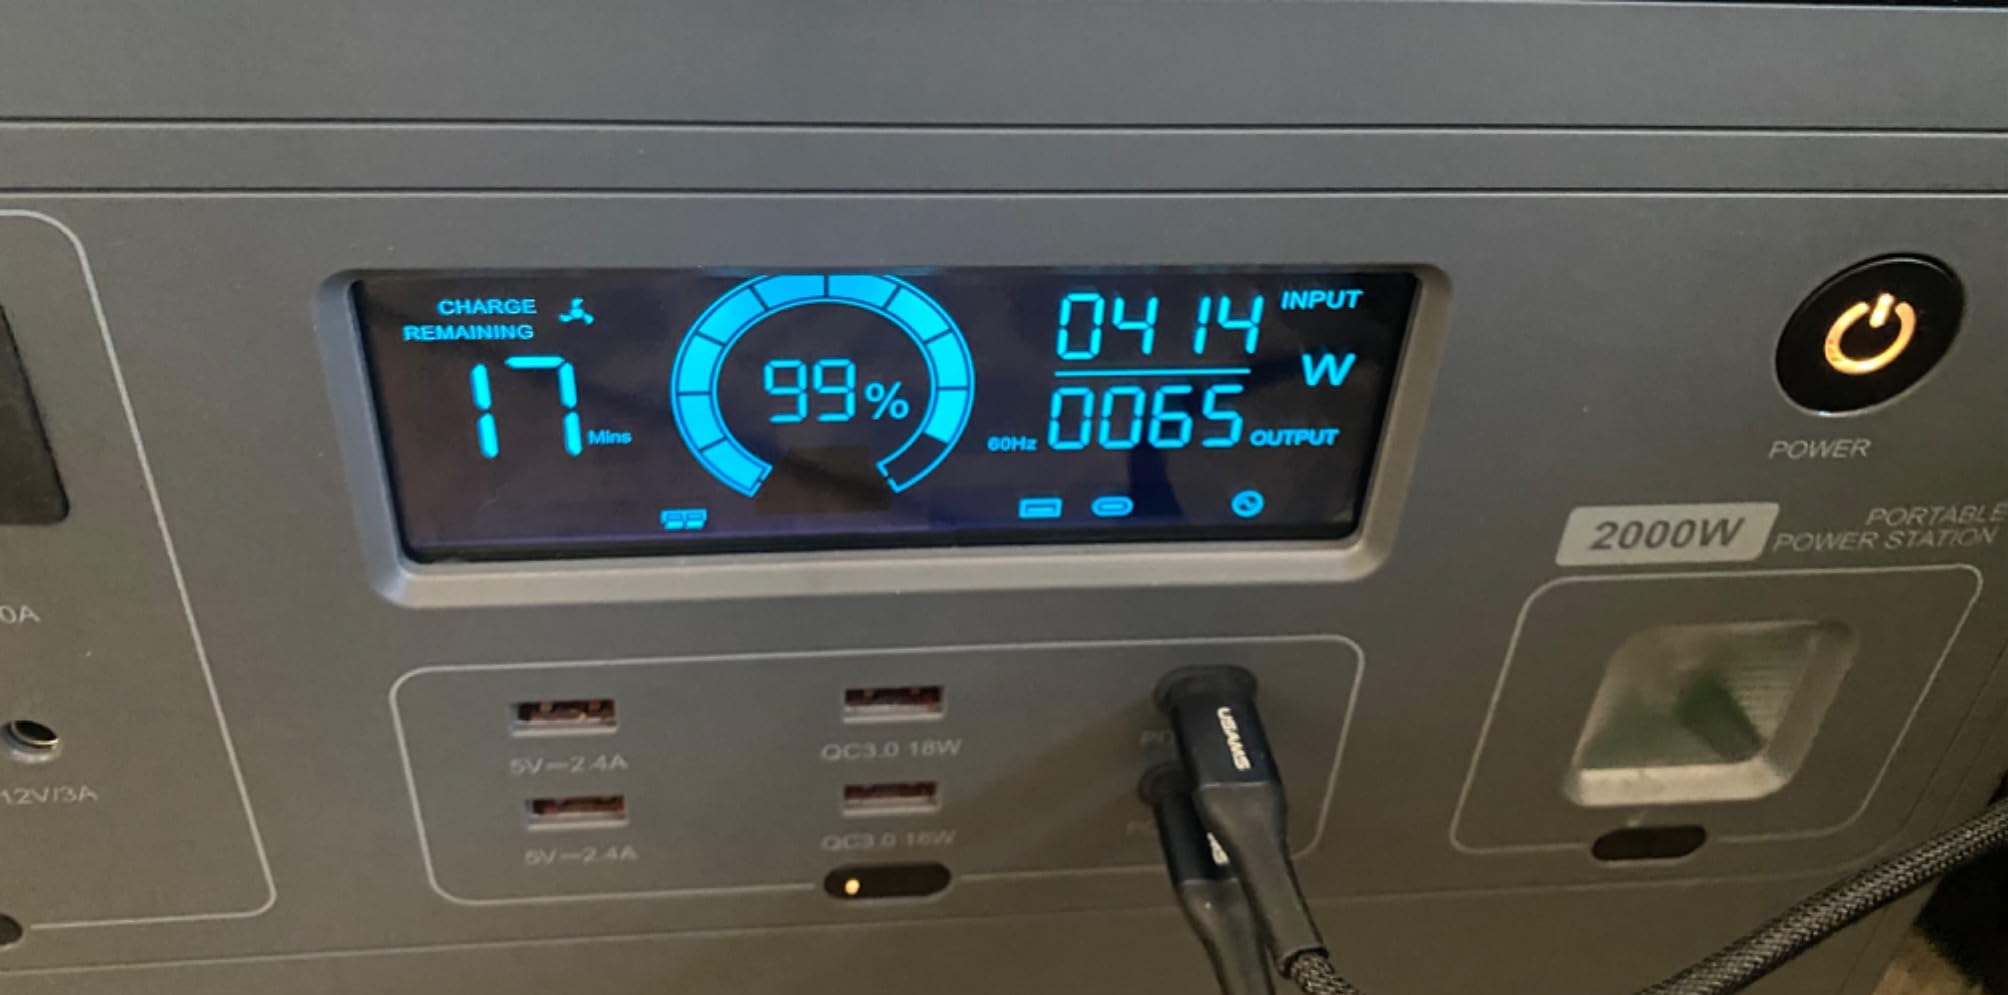 CHARGE
REMAINING
17 Mins
99%
0414 INPUT
W
60Hz 0065 OUTPUT
POWER
2000W
PORTABLE
POWER STATION
0A
12V/3A
5V⎓2.4A
QC3.0 18W
5V⎓2.4A
QC3.0 18W
USAMS